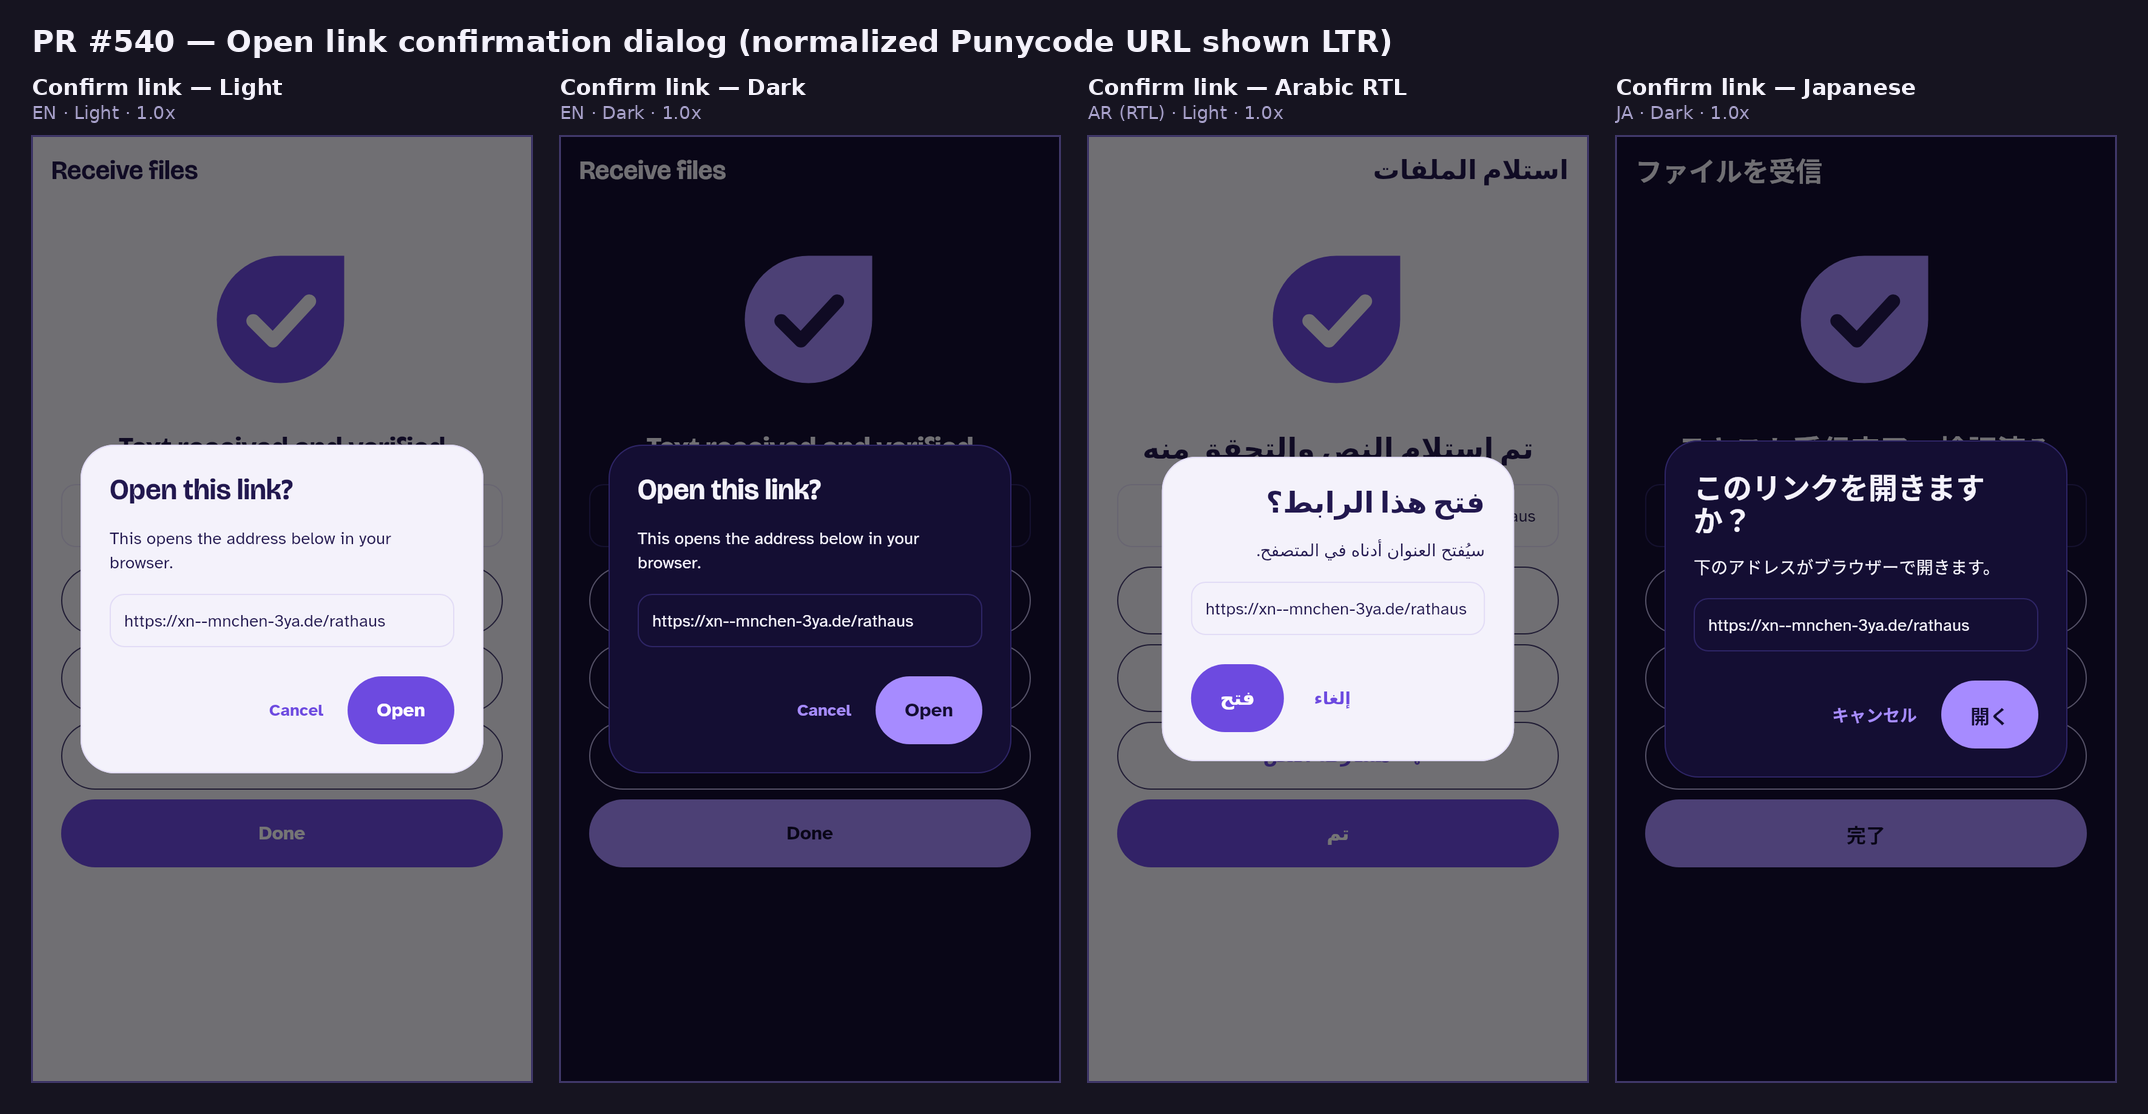 PR #540 — Open link confirmation dialog (normalized Punycode URL shown LTR)
Confirm link — Light
EN · Light · 1.0x
Receive files
Text received and verified
Open this link?
This opens the address below in your
browser.
https://xn--mnchen-3ya.de/rathaus
Cancel
Open
Done
Confirm link — Dark
EN · Dark · 1.0x
Receive files
Text received and verified
Open this link?
This opens the address below in your
browser.
https://xn--mnchen-3ya.de/rathaus
Cancel
Open
Done
Confirm link — Arabic RTL
AR (RTL) · Light · 1.0x
استلام الملفات
تم استلام النص والتحقق منه
فتح هذا الرابط؟
سيُفتح العنوان أدناه في المتصفح.
https://xn--mnchen-3ya.de/rathaus
إلغاء
فتح
تم
Confirm link — Japanese
JA · Dark · 1.0x
ファイルを受信
このリンクを開きます
か？
下のアドレスがブラウザーで開きます。
https://xn--mnchen-3ya.de/rathaus
キャンセル
開く
完了